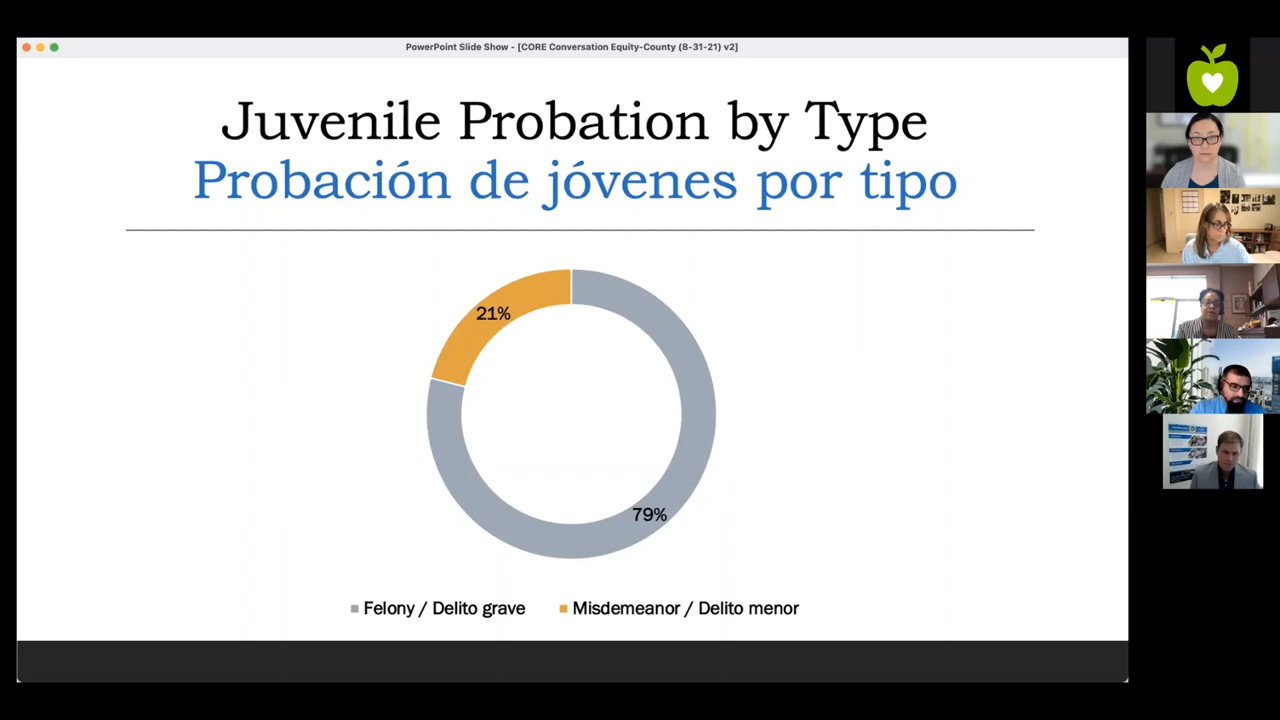 PowerPoint Slide Show - [CORE Conversation Equity-County (8-31-21) v2]
Juvenile Probation by Type
Probación de jóvenes por tipo
21%
79%
Felony / Delito grave
Misdemeanor / Delito menor